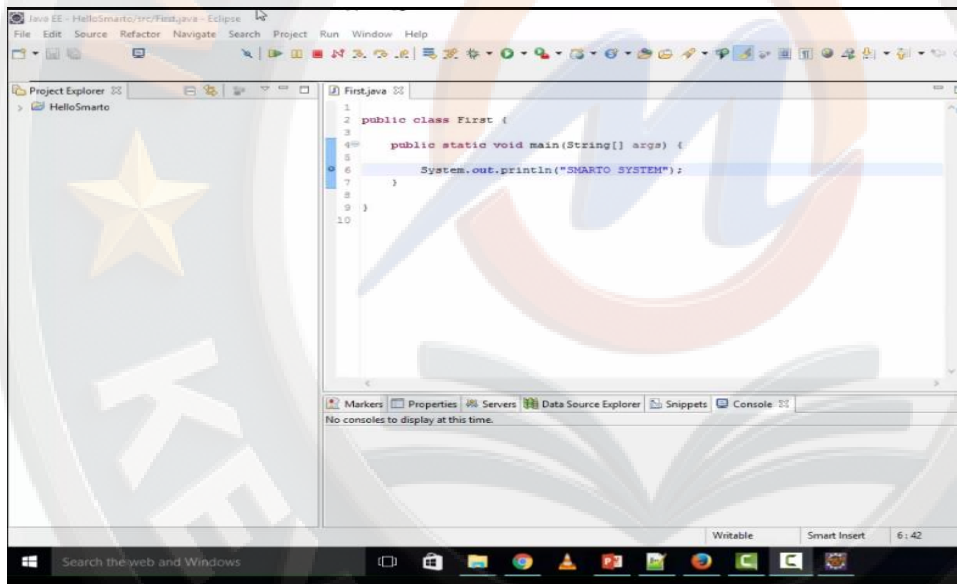 Java EE - HelloSmarto/src/First.java - Eclipse
File Edit Source Refactor Navigate Search Project Run Window Help
Project Explorer
First.java
HelloSmarto
1
2 public class First {
3
4 public static void main(String[] args) {
5
6 System.out.println("SMARTO SYSTEM");
7 }
8
9 }
10
Markers Properties Servers Data Source Explorer Snippets Console
No consoles to display at this time.
Writable Smart Insert 6 : 42
Search the web and Windows